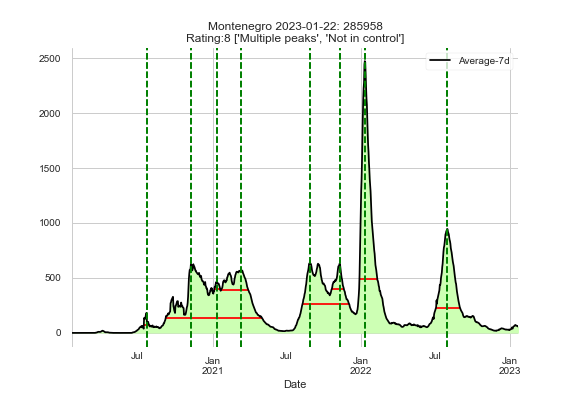 Montenegro 2023-01-22: 285958
Rating:8 ['Multiple peaks', 'Not in control']
Average-7d
2500
2000
1500
1000
500
0
Jul
Jan
2021
Jul
Jan
2022
Jul
Jan
2023
Date